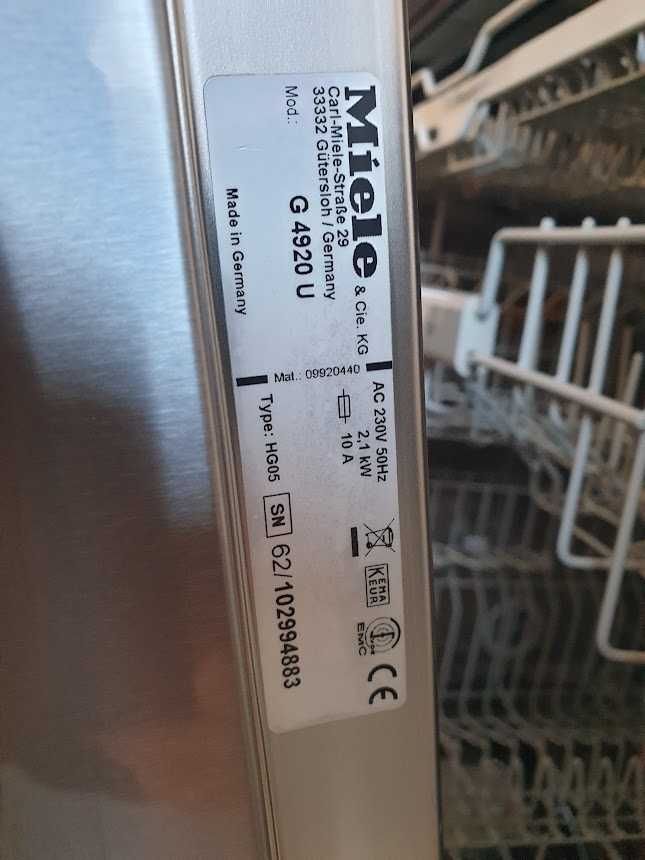 Miele & Cie. KG
Carl-Miele-Straße 29
33332 Gütersloh / Germany
Mod.: G 4920 U
Made in Germany
AC 230V 50Hz
2,1 kW
10 A
Mat.: 09920440
Type: HG05 SN 62/102994883
KEMA
KEUR
EMC
CE